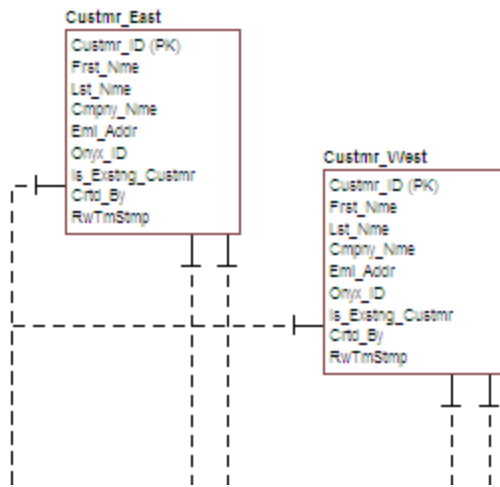 Custmr_East
Custmr_ID (PK)
Frst_Nme
Lst_Nme
Cmpny_Nme
Eml_Addr
Onyx_ID
Is_Exstng_Custmr
Crtd_By
RwTmStmp
Custmr_West
Custmr_ID (PK)
Frst_Nme
Lst_Nme
Cmpny_Nme
Eml_Addr
Onyx_ID
Is_Exstng_Custmr
Crtd_By
RwTmStmp